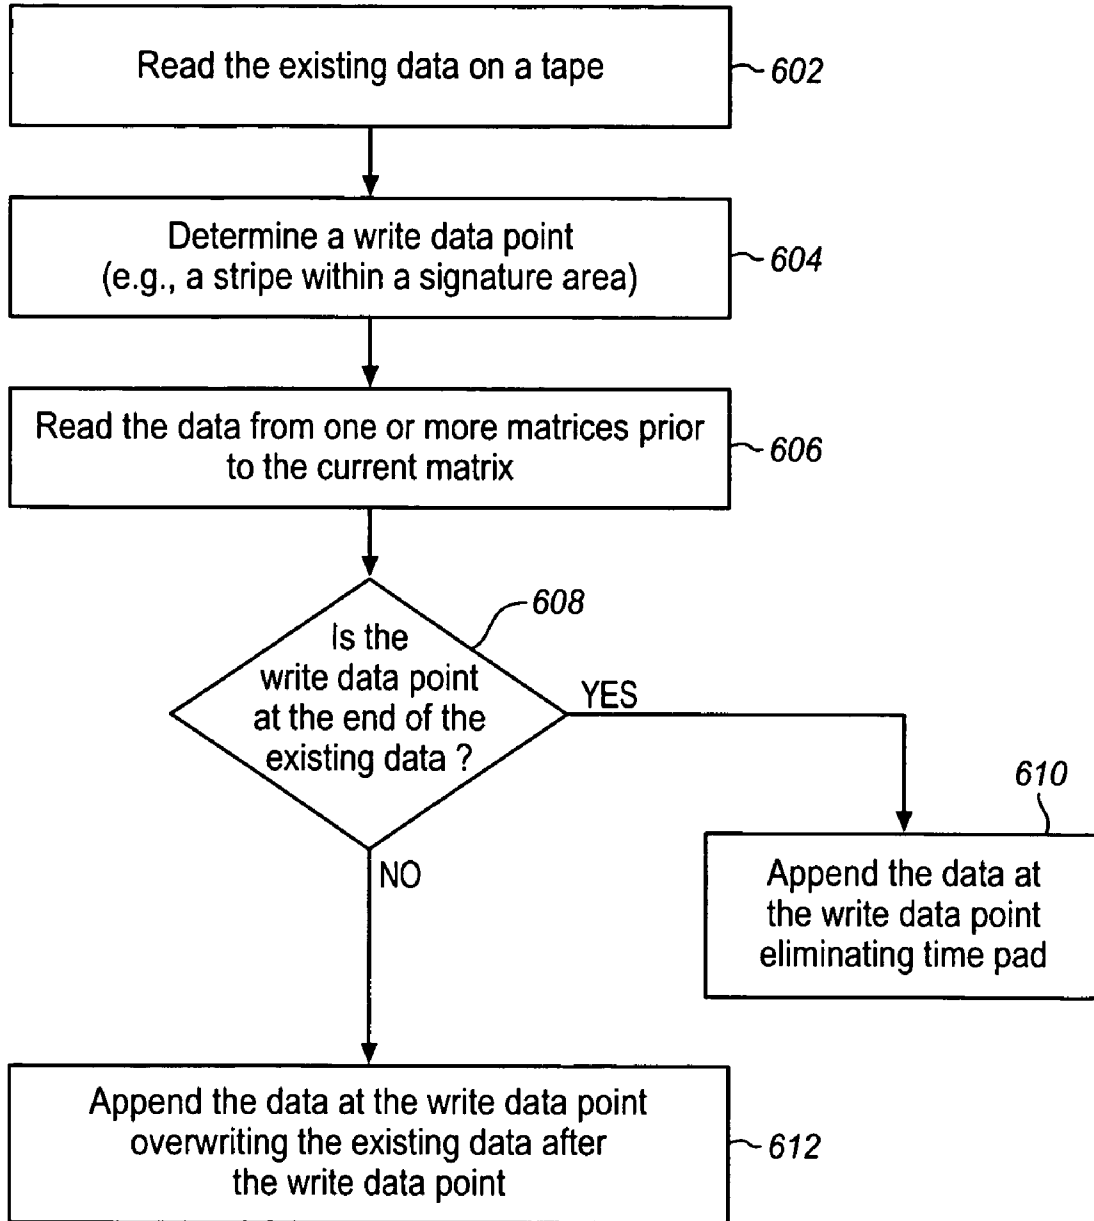 Read the existing data on a tape
602
Determine a write data point
(e.g., a stripe within a signature area)
604
Read the data from one or more matrices prior
to the current matrix
606
608
Is the
write data point
at the end of the
existing data ?
YES
610
NO
Append the data at
the write data point
eliminating time pad
Append the data at the write data point
overwriting the existing data after
the write data point
612